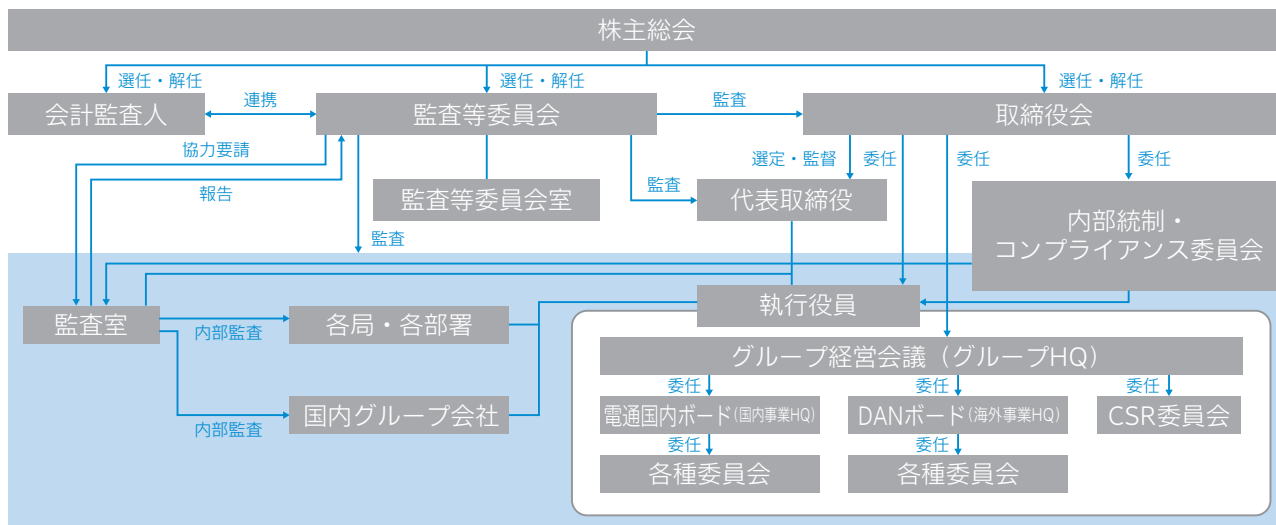 株主総会
選任・解任
選任・解任
選任・解任
会計監査人
連携
監査等委員会
監査
取締役会
協力要請
報告
監査等委員会室
監査
選定・監督
委任
委任
委任
代表取締役
内部統制・
コンプライアンス委員会
監査
監査室
内部監査
各局・各部署
執行役員
グループ経営会議（グループHQ）
内部監査
国内グループ会社
委任
委任
委任
電通国内ボード（国内事業HQ）
DANボード（海外事業HQ）
CSR委員会
委任
委任
各種委員会
各種委員会